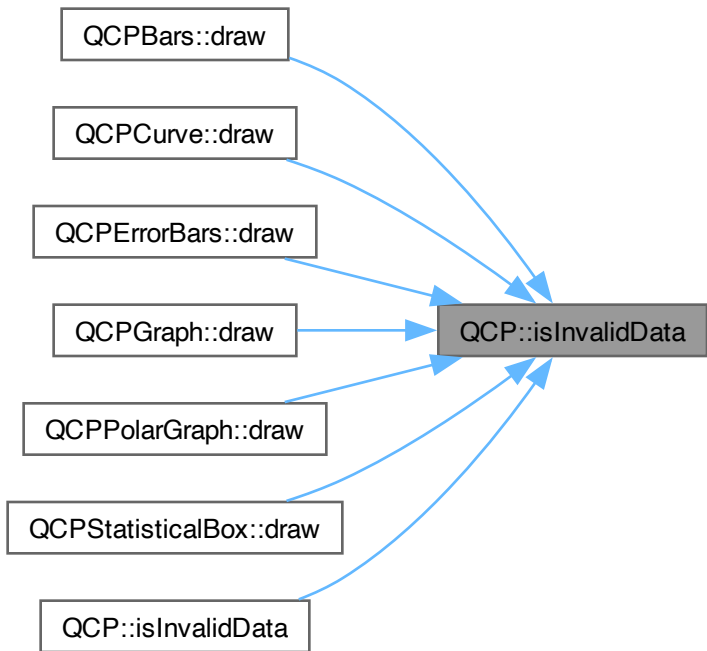 QCPBars::draw
QCPCurve::draw
QCPErrorBars::draw
QCPGraph::draw
QCP::isInvalidData
QCPPolarGraph::draw
QCPStatisticalBox::draw
QCP::isInvalidData